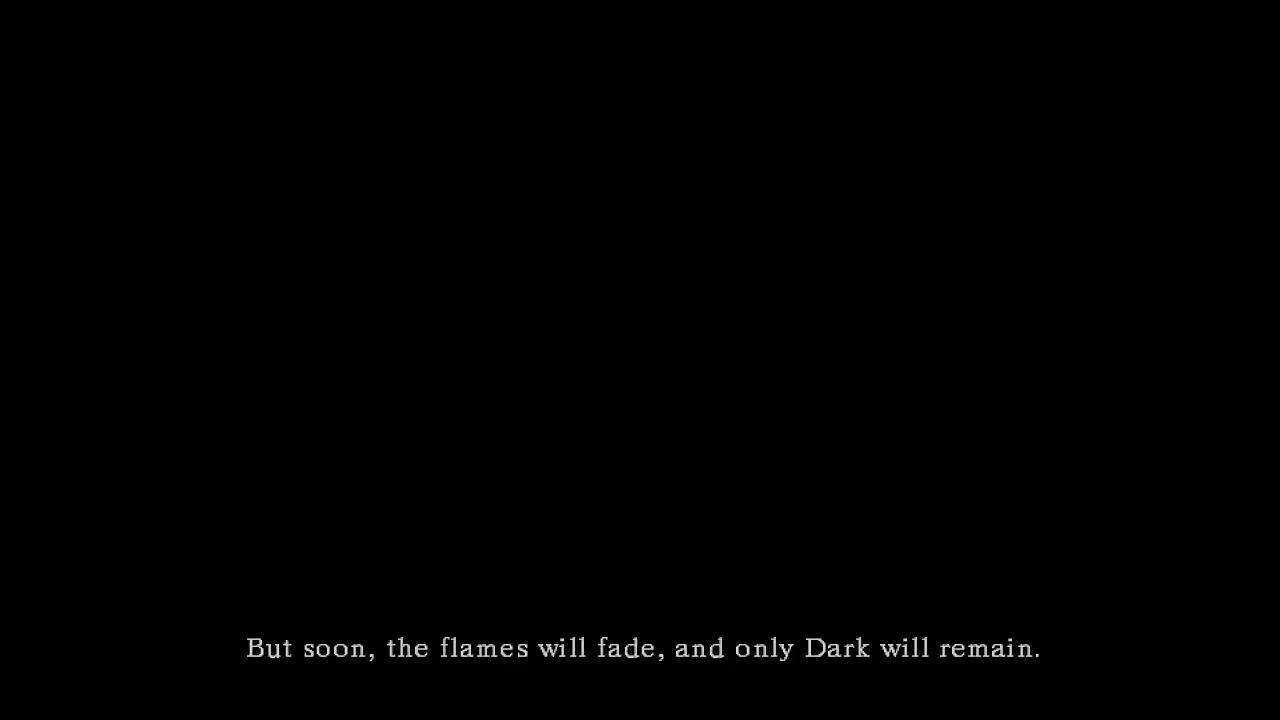 But soon, the flames will fade, and only Dark will remain.